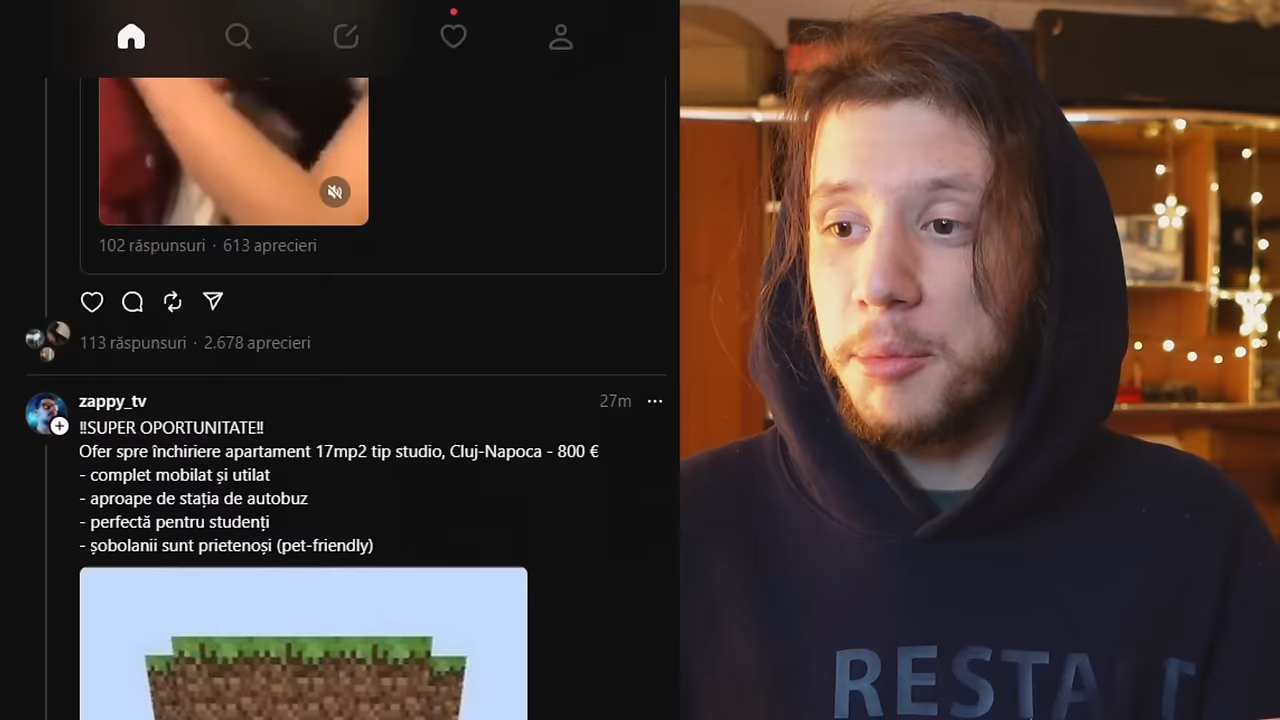 102 răspunsuri · 613 aprecieri
113 răspunsuri · 2.678 aprecieri
zappy_tv 27m
‼SUPER OPORTUNITATE‼
Ofer spre închiriere apartament 17mp2 tip studio, Cluj-Napoca - 800 €
- complet mobilat și utilat
- aproape de stația de autobuz
- perfectă pentru studenți
- șobolanii sunt prietenoși (pet-friendly)